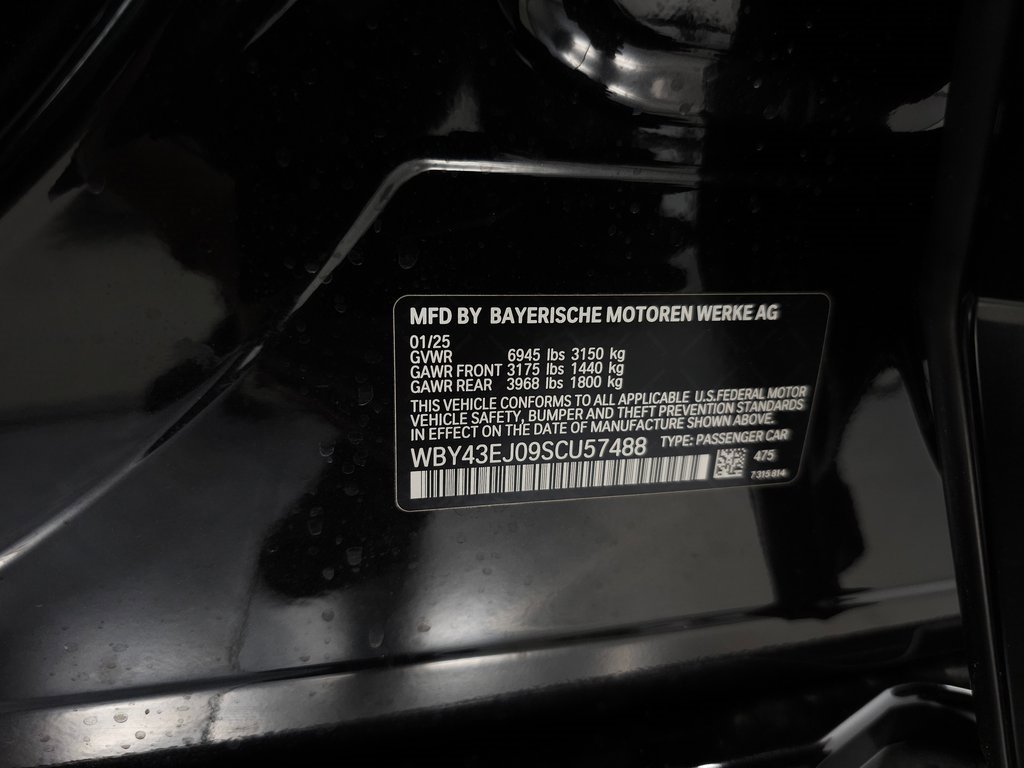 MFD BY BAYERISCHE MOTOREN WERKE AG
01/25
GVWR 6945 lbs 3150 kg
GAWR FRONT 3175 lbs 1440 kg
GAWR REAR 3968 lbs 1800 kg
THIS VEHICLE CONFORMS TO ALL APPLICABLE U.S.FEDERAL MOTOR
VEHICLE SAFETY, BUMPER AND THEFT PREVENTION STANDARDS
IN EFFECT ON THE DATE OF MANUFACTURE SHOWN ABOVE.
WBY43EJ09SCU57488 TYPE: PASSENGER CAR
475
7 315 814